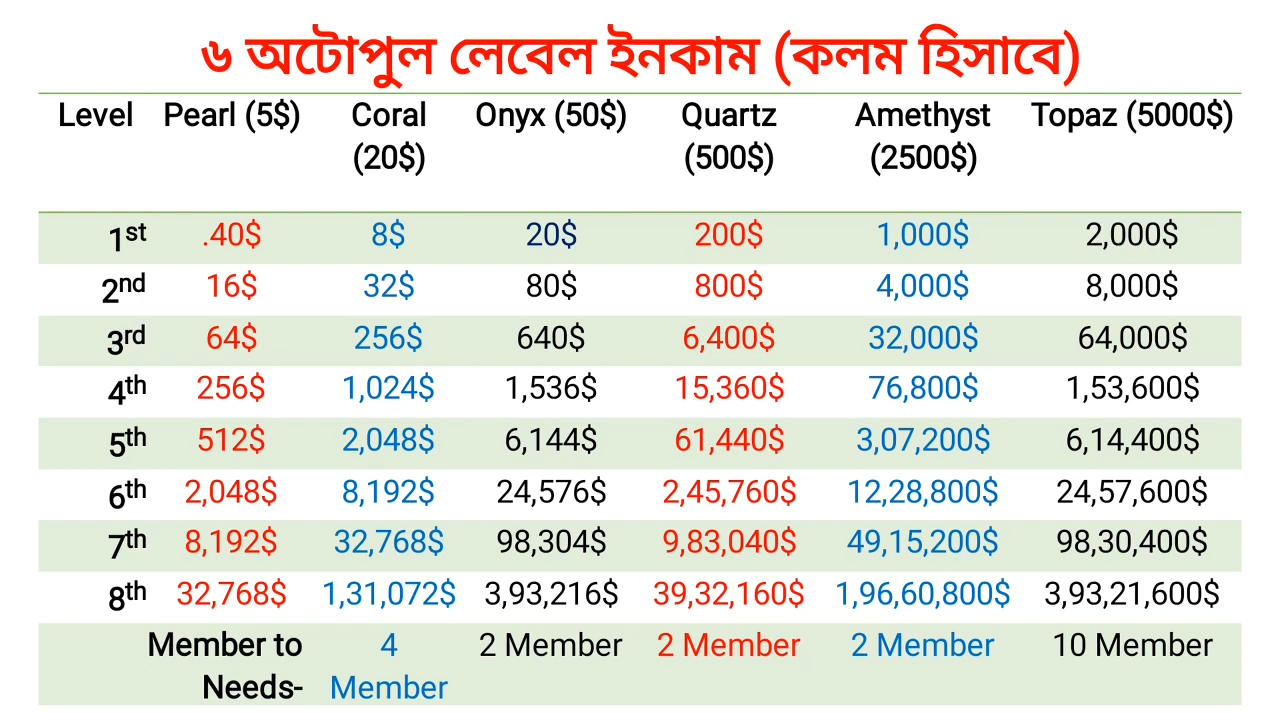 ৬ অটোপুল লেবেল ইনকাম (কলম হিসাবে)
Level Pearl (5$) Coral (20$) Onyx (50$) Quartz (500$) Amethyst (2500$) Topaz (5000$)
1st .40$ 8$ 20$ 200$ 1,000$ 2,000$
2nd 16$ 32$ 80$ 800$ 4,000$ 8,000$
3rd 64$ 256$ 640$ 6,400$ 32,000$ 64,000$
4th 256$ 1,024$ 1,536$ 15,360$ 76,800$ 1,53,600$
5th 512$ 2,048$ 6,144$ 61,440$ 3,07,200$ 6,14,400$
6th 2,048$ 8,192$ 24,576$ 2,45,760$ 12,28,800$ 24,57,600$
7th 8,192$ 32,768$ 98,304$ 9,83,040$ 49,15,200$ 98,30,400$
8th 32,768$ 1,31,072$ 3,93,216$ 39,32,160$ 1,96,60,800$ 3,93,21,600$
Member to Needs- 4 Member 2 Member 2 Member 2 Member 10 Member